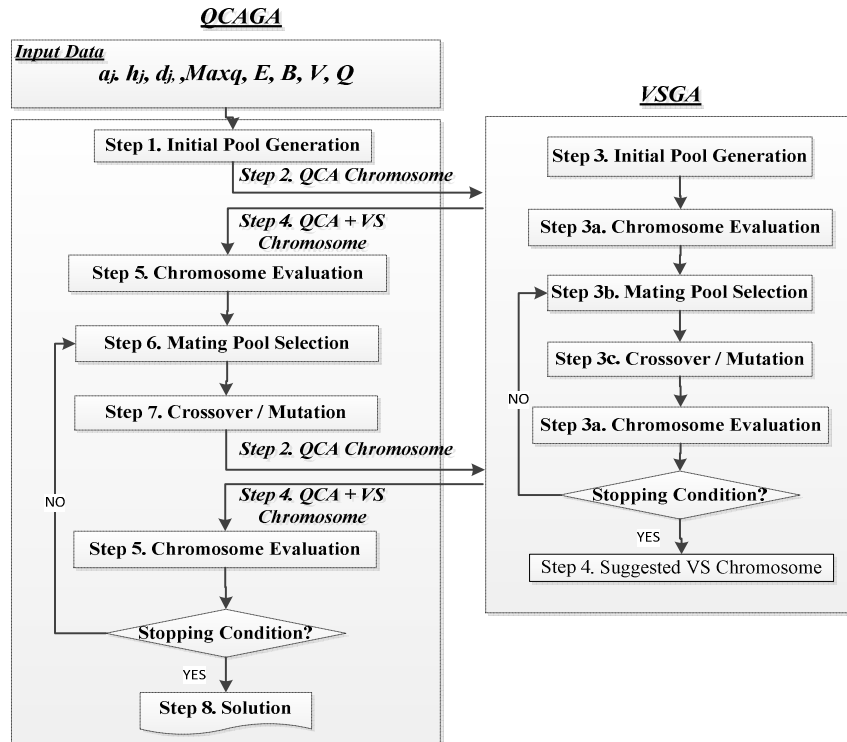 QCAGA
Input Data
aj. hj, dj, ,Maxq, E, B, V, Q
Step 1. Initial Pool Generation
Step 2. QCA Chromosome
Step 4. QCA + VS
Chromosome
Step 5. Chromosome Evaluation
Step 6. Mating Pool Selection
Step 7. Crossover / Mutation
Step 2. QCA Chromosome
NO
Step 4. QCA + VS
Chromosome
Step 5. Chromosome Evaluation
Stopping Condition?
YES
Step 8. Solution
VSGA
Step 3. Initial Pool Generation
Step 3a. Chromosome Evaluation
Step 3b. Mating Pool Selection
Step 3c. Crossover / Mutation
NO
Step 3a. Chromosome Evaluation
Stopping Condition?
YES
Step 4. Suggested VS Chromosome